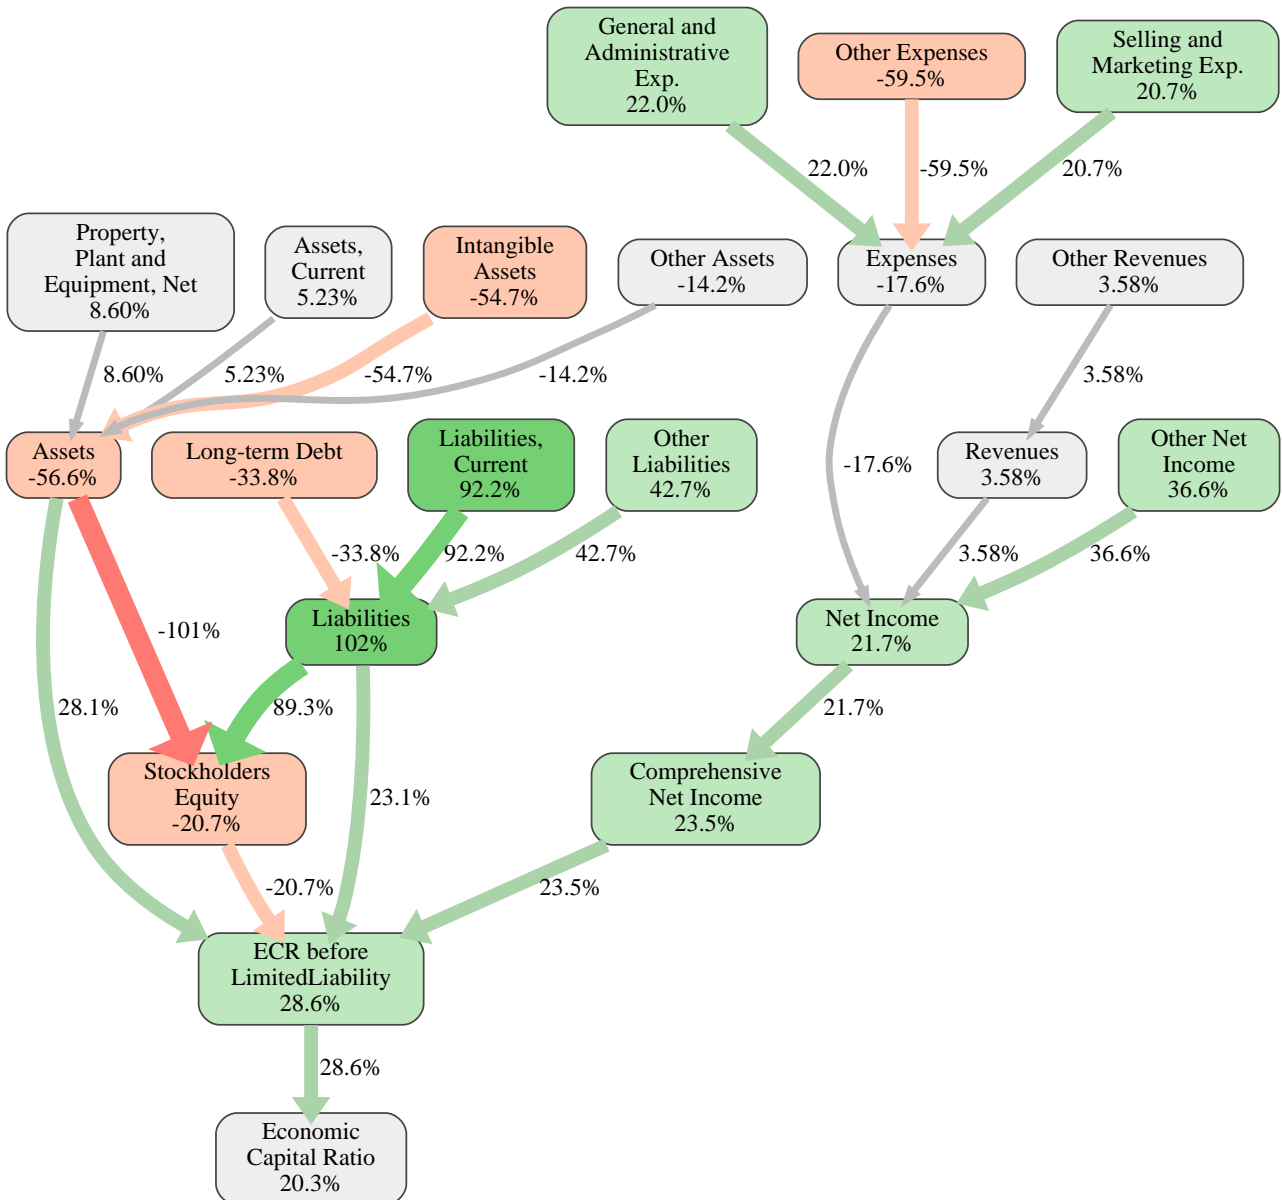 General and
Administrative
Exp.
22.0%
Other Expenses
-59.5%
Selling and
Marketing Exp.
20.7%
22.0%
-59.5%
20.7%
Property,
Plant and
Equipment, Net
8.60%
Assets,
Current
5.23%
Intangible
Assets
-54.7%
Other Assets
-14.2%
Expenses
-17.6%
Other Revenues
3.58%
8.60%
5.23%
-54.7%
-14.2%
3.58%
Assets
-56.6%
Long-term Debt
-33.8%
Liabilities,
Current
92.2%
Other
Liabilities
42.7%
-17.6%
Revenues
3.58%
Other Net
Income
36.6%
-33.8%
92.2%
42.7%
3.58%
36.6%
Liabilities
102%
Net Income
21.7%
-101%
28.1%
89.3%
21.7%
Stockholders
Equity
-20.7%
23.1%
Comprehensive
Net Income
23.5%
-20.7%
23.5%
ECR before
LimitedLiability
28.6%
28.6%
Economic
Capital Ratio
20.3%